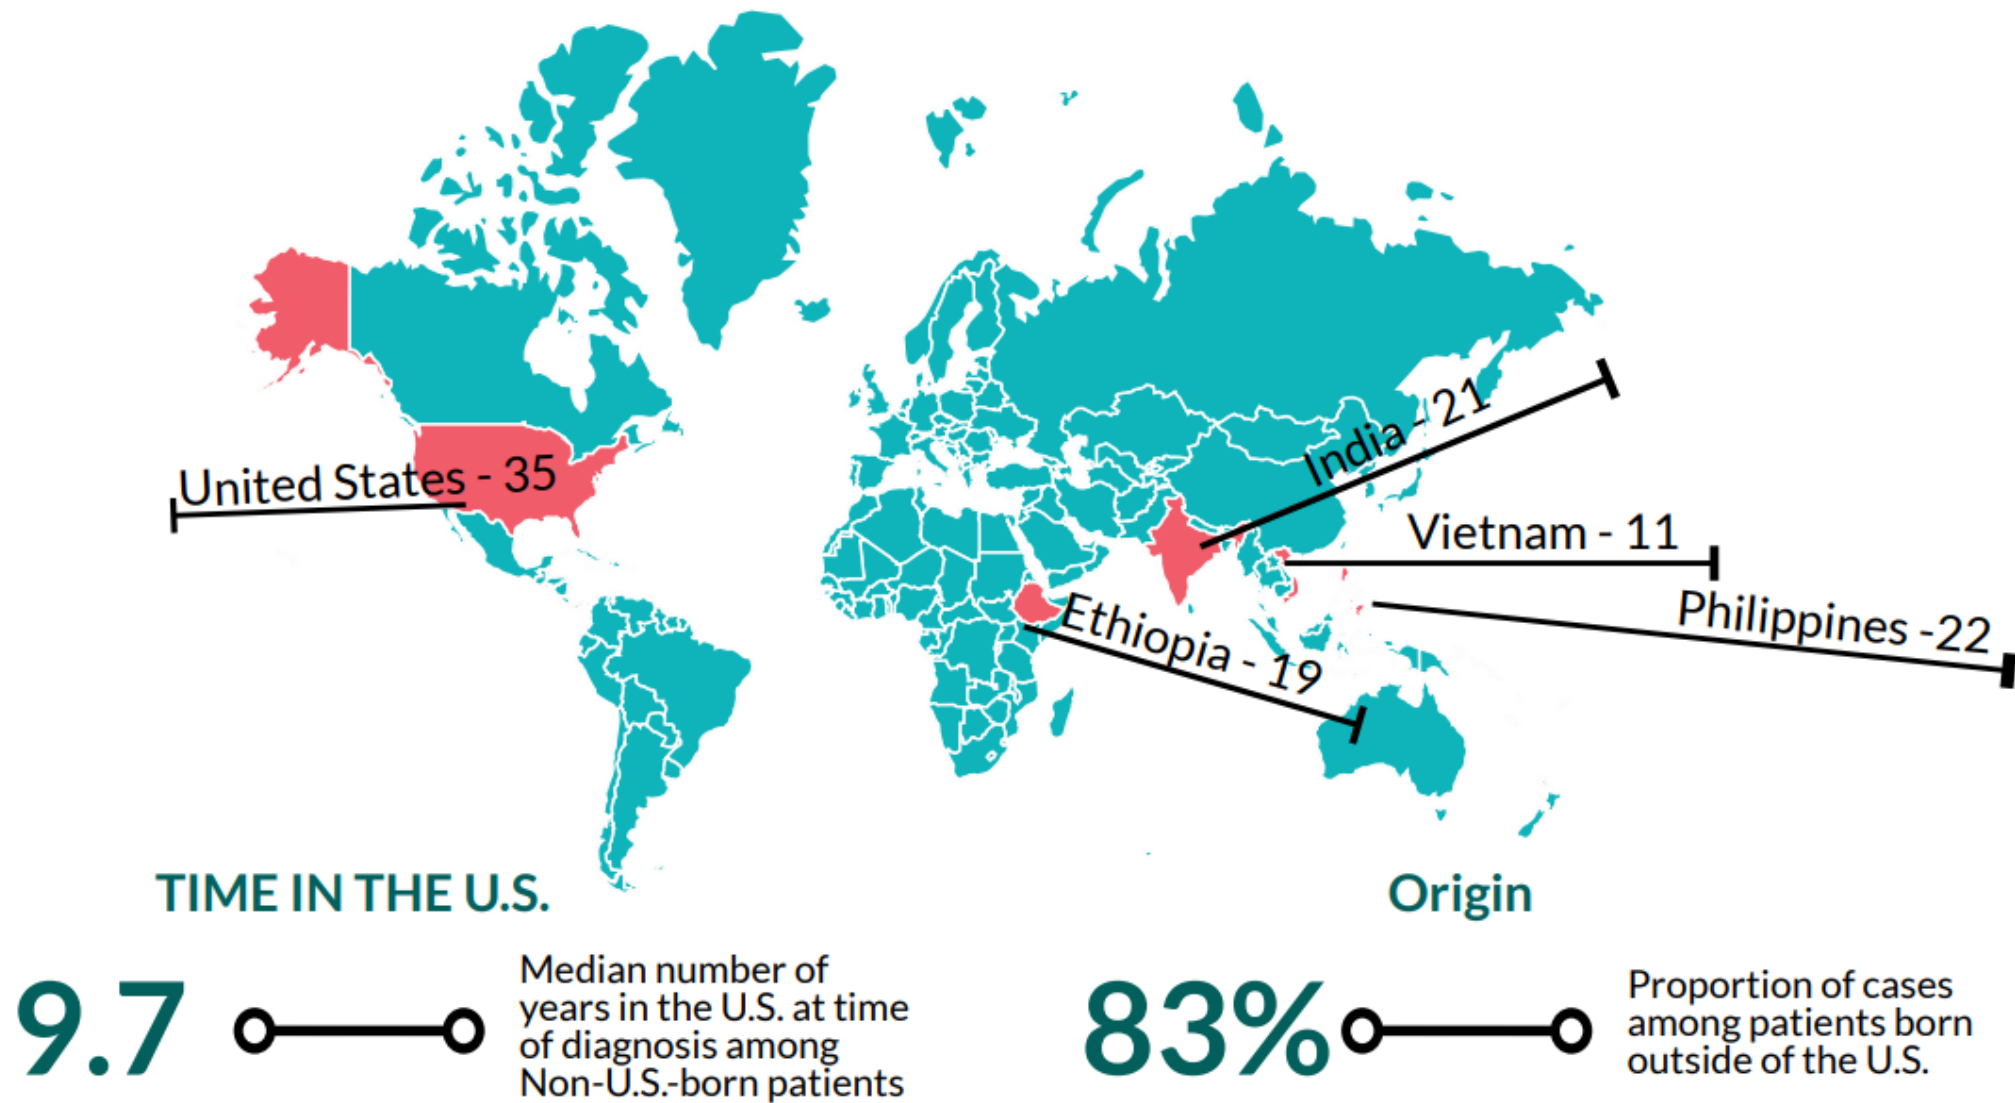 United States - 35
India - 21
Vietnam - 11
Philippines -22
Ethiopia - 19
TIME IN THE U.S.
9.7
Median number of
years in the U.S. at time
of diagnosis among
Non-U.S.-born patients
Origin
83%
Proportion of cases
among patients born
outside of the U.S.